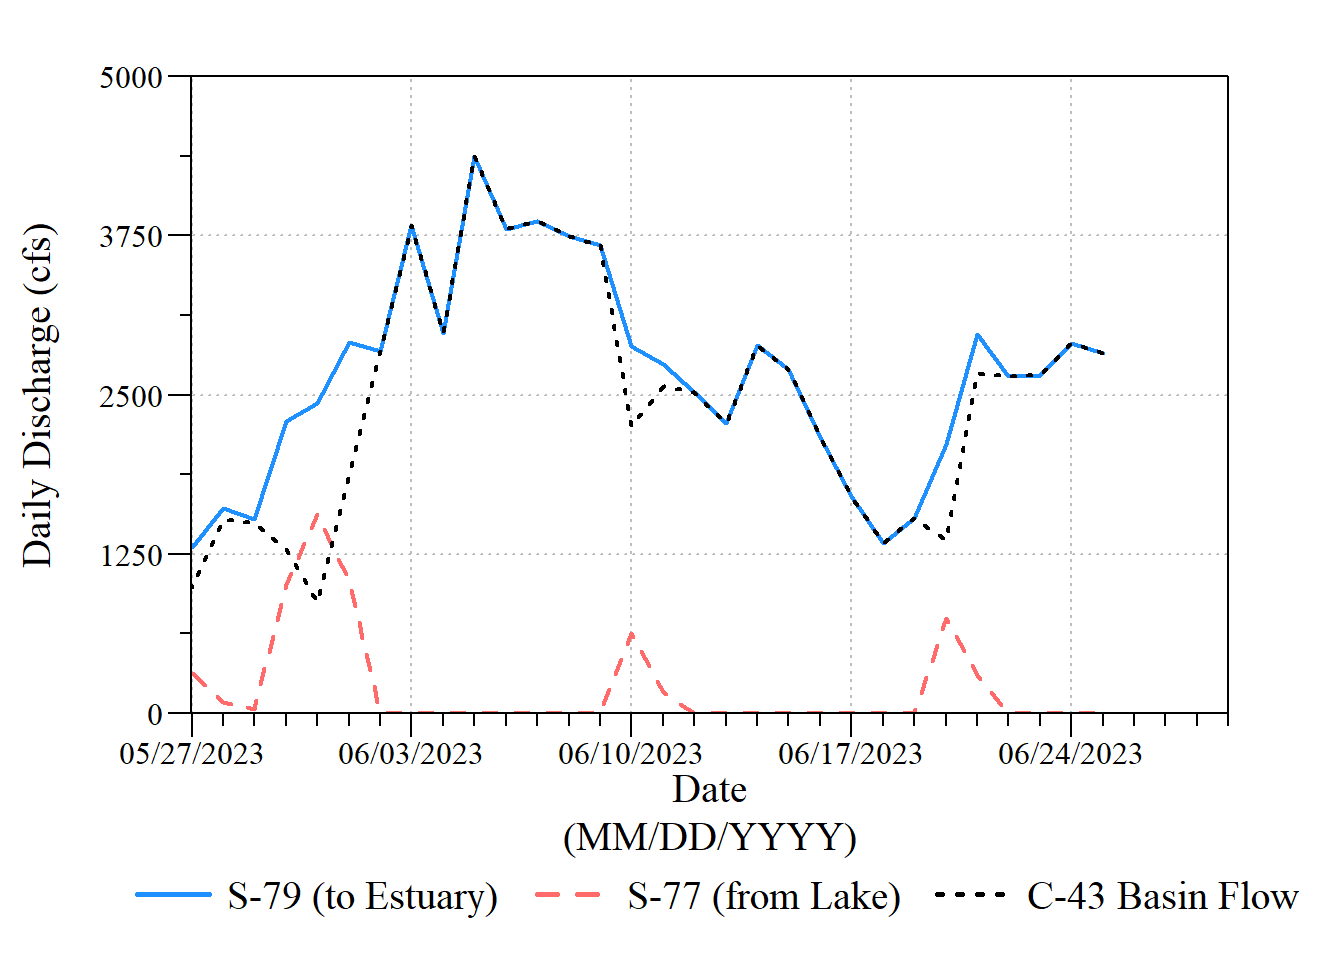 Daily Discharge (cfs)
5000
3750
2500
1250
0
05/27/2023 06/03/2023 06/10/2023 06/17/2023 06/24/2023
Date
(MM/DD/YYYY)
S-79 (to Estuary) S-77 (from Lake) C-43 Basin Flow